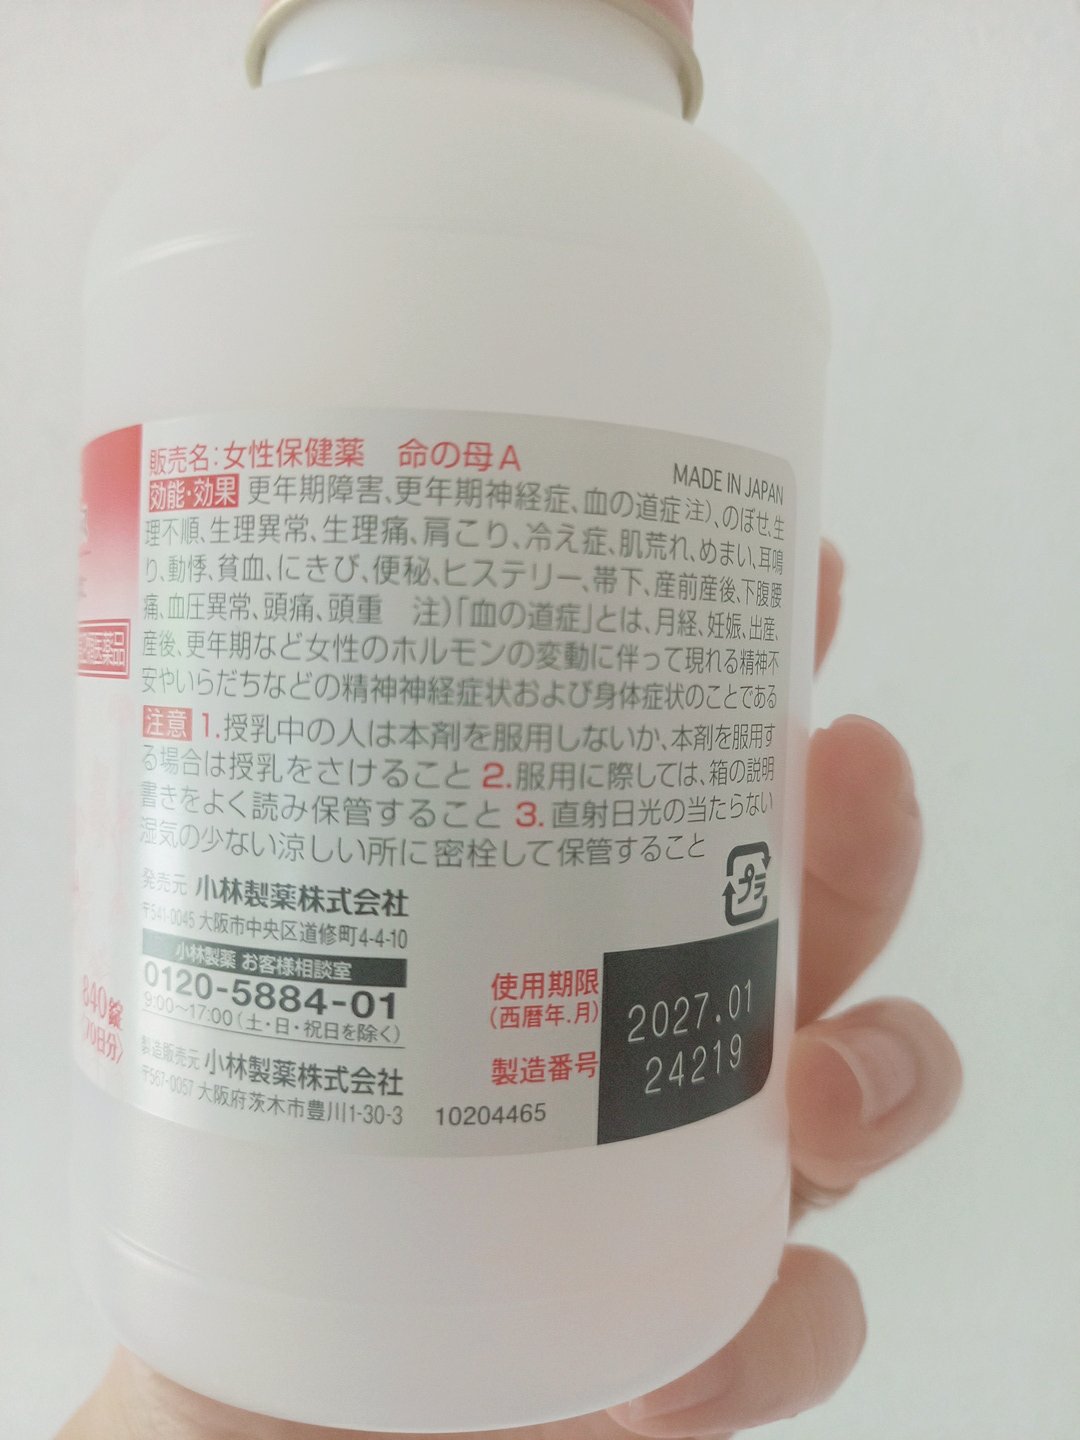 販売名:女性保健薬 命の母A
MADE IN JAPAN
効能・効果 更年期障害、更年期神経症、血の道症注)、のぼせ、生
理不順、生理異常、生理痛、肩こり、冷え症、肌荒れ、めまい、耳鳴
り、動悸、貧血、にきび、便秘、ヒステリー、帯下、産前産後、下腹腰
痛、血圧異常、頭痛、頭重 注)「血の道症」とは、月経、妊娠、出産、
産後、更年期など女性のホルモンの変動に伴って現れる精神不
安やいらだちなどの精神神経症状および身体症状のことである
注意 1.授乳中の人は本剤を服用しないか、本剤を服用す
る場合は授乳をさけること 2.服用に際しては、箱の説明
書きをよく読み保管すること 3.直射日光の当たらない
湿気の少ない涼しい所に密栓して保管すること
プラ
発売元 小林製薬株式会社
〒541-0045 大阪市中央区道修町4-4-10
小林製薬 お客様相談室
0120-5884-01
9:00~17:00(土・日・祝日を除く)
製造販売元 小林製薬株式会社
〒567-0057 大阪府茨木市豊川1-30-3
10204465
使用期限
(西暦年.月)
2027.01
製造番号
24219
医薬品
840錠
70日分〉